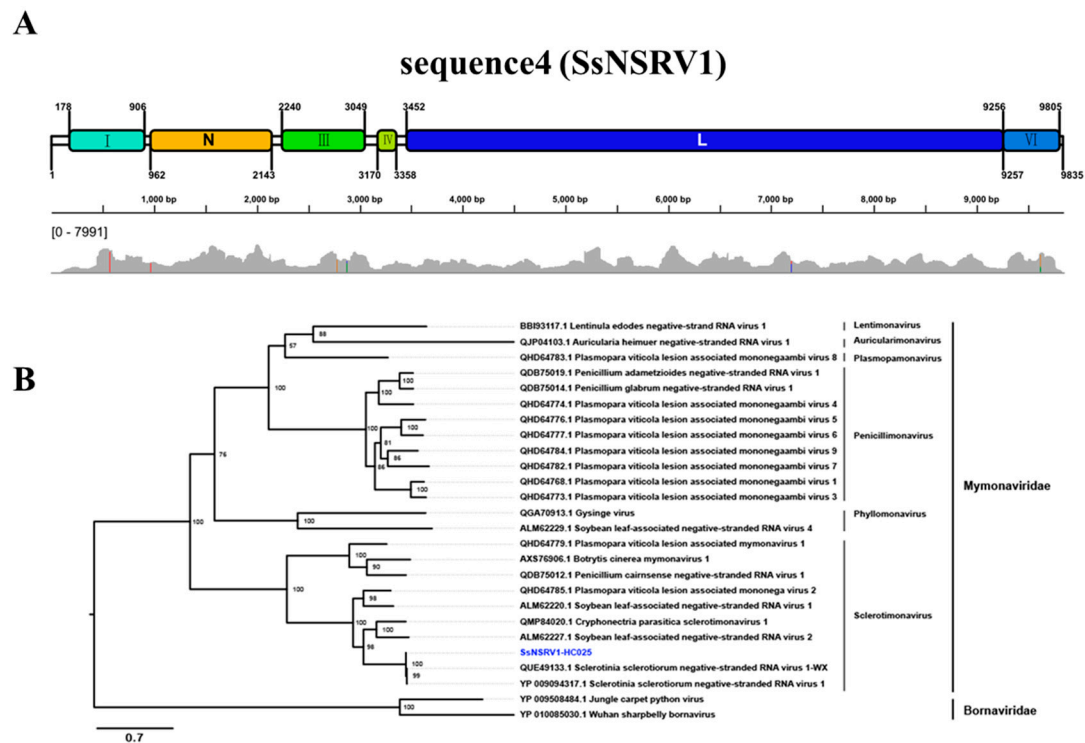 A
sequence4 (SsNSRV1)
178 906 2240 3049 3452 9256 9805
I N III IV L VI
1 962 2143 3170 3358 9257 9835
1,000 bp 2,000 bp 3,000 bp 4,000 bp 5,000 bp 6,000 bp 7,000 bp 8,000 bp 9,000 bp
[0 - 7991]
B
BBI93117.1 Lentinula edodes negative-strand RNA virus 1 Lentimonavirus
88
QJP04103.1 Auricularia heimuer negative-stranded RNA virus 1 Auricularimonavirus
57
QHD64783.1 Plasmopara viticola lesion associated mononegaambi virus 8 Plasmopamonavirus
QDB75019.1 Penicillium adametzioides negative-stranded RNA virus 1
100
100
QDB75014.1 Penicillium glabrum negative-stranded RNA virus 1
100
QHD64774.1 Plasmopara viticola lesion associated mononegaambi virus 4
QHD64776.1 Plasmopara viticola lesion associated mononegaambi virus 5
100 100
QHD64777.1 Plasmopara viticola lesion associated mononegaambi virus 6 Penicillimonavirus
81
QHD64784.1 Plasmopara viticola lesion associated mononegaambi virus 9
76 86
86
QHD64782.1 Plasmopara viticola lesion associated mononegaambi virus 7
QHD64768.1 Plasmopara viticola lesion associated mononegaambi virus 1
Mymonaviridae
100
QHD64773.1 Plasmopara viticola lesion associated mononegaambi virus 3
QGA70913.1 Gysinge virus Phyllomonavirus
100 100
ALM62229.1 Soybean leaf-associated negative-stranded RNA virus 4
QHD64779.1 Plasmopara viticola lesion associated mymonavirus 1
100
AXS76906.1 Botrytis cinerea mymonavirus 1
90
QDB75012.1 Penicillium cairnsense negative-stranded RNA virus 1
100
QHD64785.1 Plasmopara viticola lesion associated mononega virus 2
98
ALM62220.1 Soybean leaf-associated negative-stranded RNA virus 1
Sclerotimonavirus
QMP84020.1 Cryphonectria parasitica sclerotimonavirus 1
100 100
ALM62227.1 Soybean leaf-associated negative-stranded RNA virus 2
98
SsNSRV1-HC025
100
QUE49133.1 Sclerotinia sclerotiorum negative-stranded RNA virus 1-WX
99
YP 009094317.1 Sclerotinia sclerotiorum negative-stranded RNA virus 1
YP 009508484.1 Jungle carpet python virus
100
Bornaviridae
YP 010085030.1 Wuhan sharpbelly bornavirus
0.7